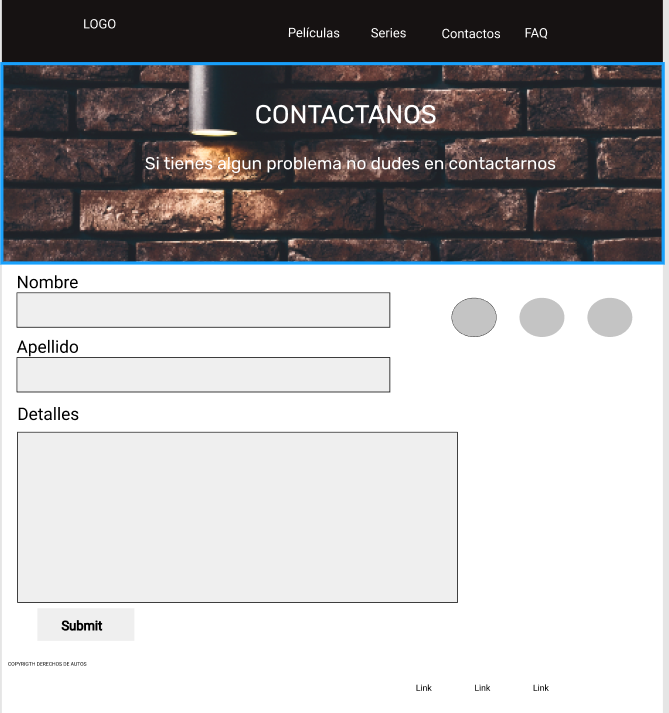 LOGO
Películas Series Contactos FAQ
CONTACTANOS
Si tienes algun problema no dudes en contactarnos
Nombre
Apellido
Detalles
Submit
COPYRIGTH DERECHOS DE AUTOS
Link Link Link